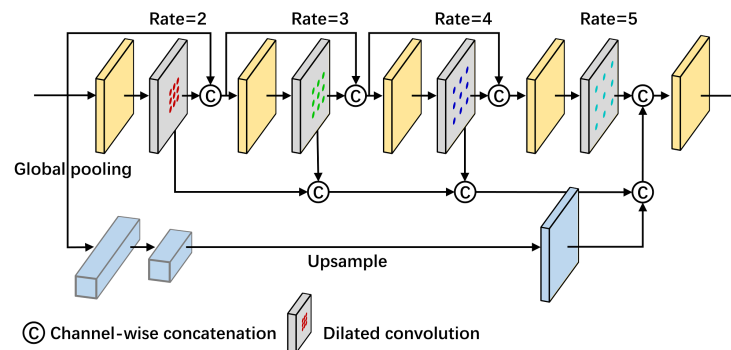 Rate=2 Rate=3 Rate=4 Rate=5
C C C C
Global pooling
C C C
Upsample
C Channel-wise concatenation Dilated convolution